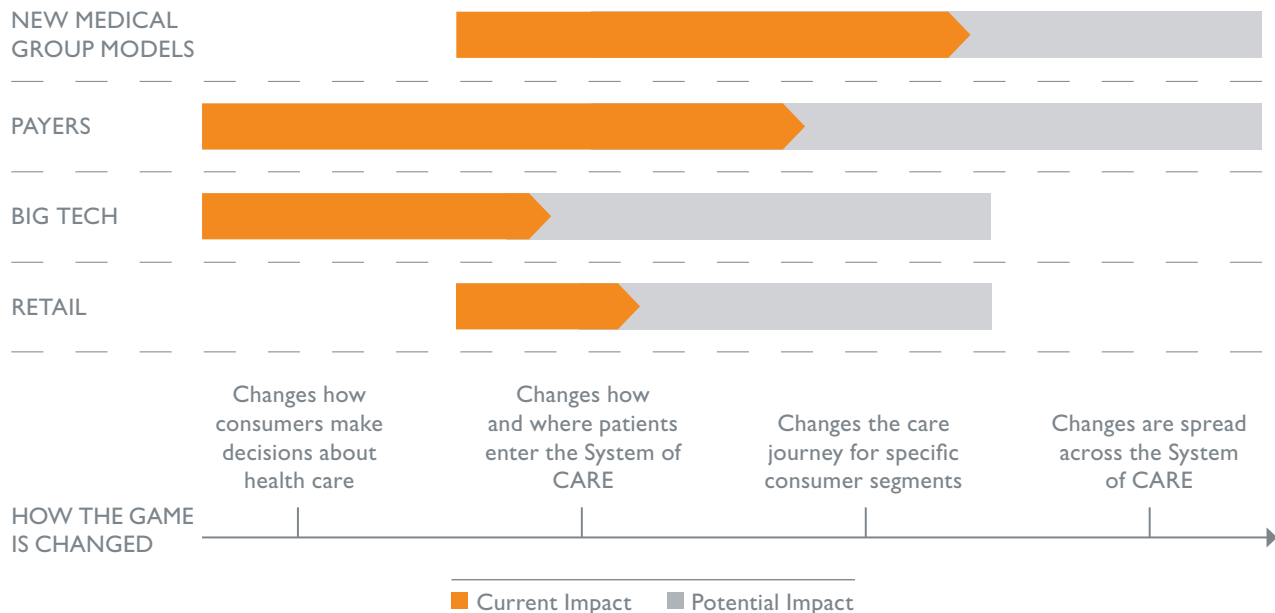 NEW MEDICAL
GROUP MODELS
PAYERS
BIG TECH
RETAIL
Changes how
consumers make
decisions about
health care
Changes how
and where patients
enter the System of
CARE
Changes the care
journey for specific
consumer segments
Changes are spread
across the System
of CARE
HOW THE GAME
IS CHANGED
Current Impact
Potential Impact